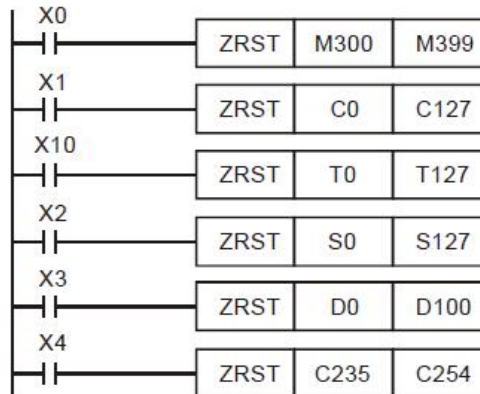 X0
ZRST M300 M399
X1
ZRST C0 C127
X10
ZRST T0 T127
X2
ZRST S0 S127
X3
ZRST D0 D100
X4
ZRST C235 C254